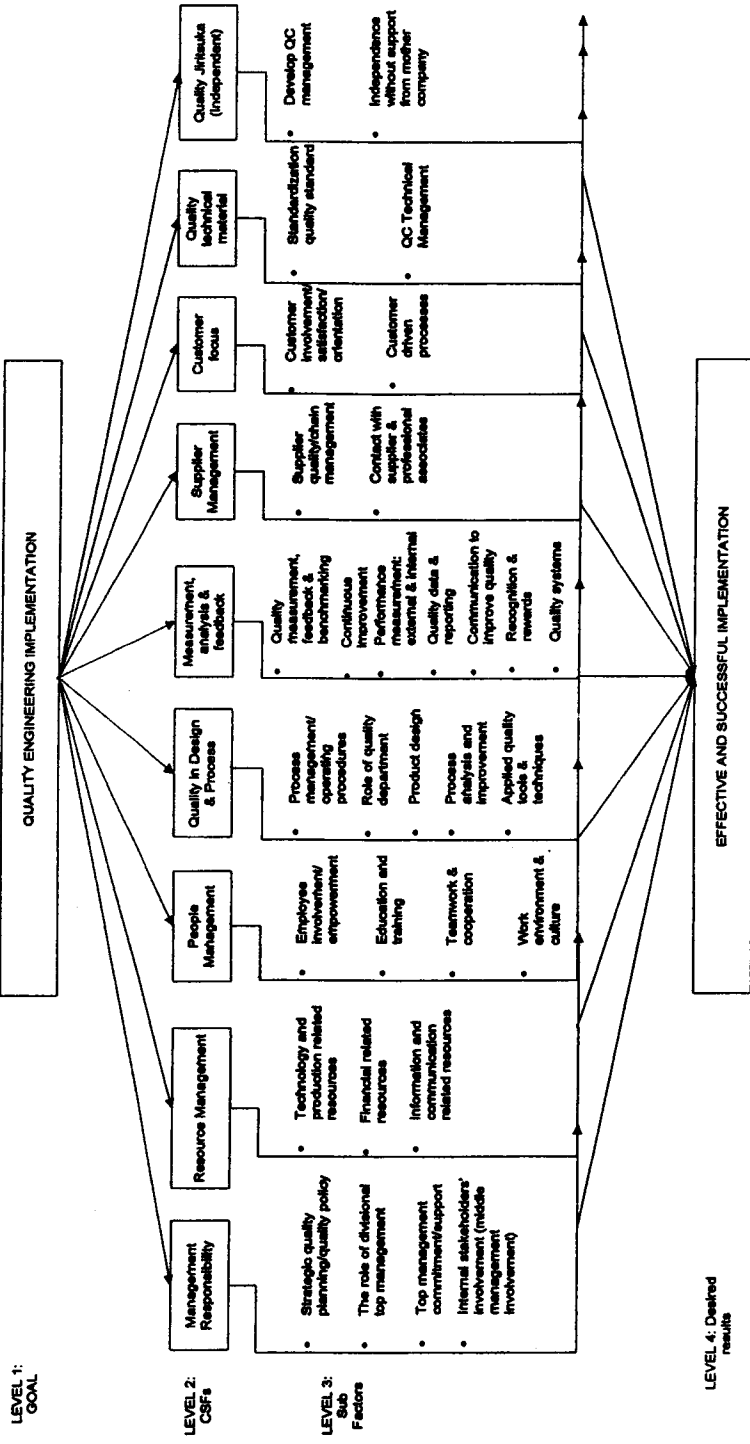 LEVEL 1:
GOAL
QUALITY ENGINEERING IMPLEMENTATION
LEVEL 2:
CSFs
Management
Responsibility
Resource Management
People
Management
Quality in Design
& Process
Measurement,
analysis &
feedback
Supplier
Management
Customer
focus
Quality
technical
material
Quality Jiritsuka
(Independent)
LEVEL 3:
Sub
Factors
• Strategic quality
planning/quality policy
• The role of divisional
top management
• Top management
commitment/support
• Internal stakeholders'
involvement (middle
management
involvement)
• Technology and
production related
resources
• Financial related
resources
• Information and
communication
related resources
• Employee
involvement/
empowerment
• Education and
training
• Teamwork &
cooperation
• Work
environment &
culture
• Process
management/
operating
procedures
• Role of quality
department
• Product design
• Process
analysis and
improvement
• Applied quality
tools &
techniques
• Quality
measurement,
feedback &
benchmarking
• Continuous
improvement
• Performance
measurement:
external & internal
• Quality data &
reporting
• Communication to
improve quality
• Recognition &
rewards
• Quality systems
• Supplier
quality/chain
management
• Contact with
supplier &
professional
associates
• Customer
involvement/
satisfaction/
orientation
• Customer
driven
processes
• Standardization
quality standard
• QC Technical
Management
• Develop QC
management
• Independence
without support
from mother
company
LEVEL 4: Desired
results
EFFECTIVE AND SUCCESSFUL IMPLEMENTATION